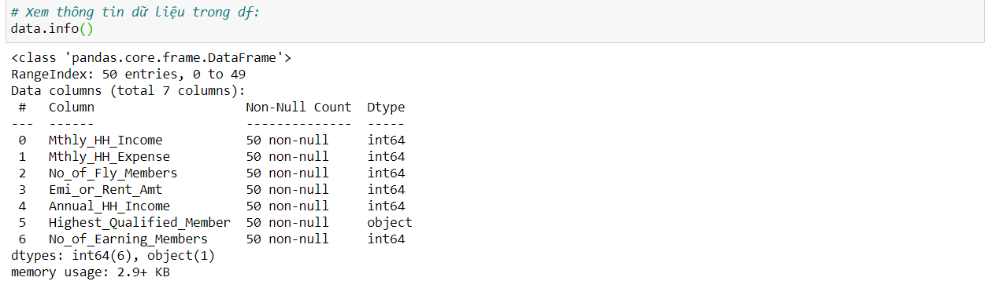 # Xem thông tin dữ liệu trong df:
data.info()
<class 'pandas.core.frame.DataFrame'>
RangeIndex: 50 entries, 0 to 49
Data columns (total 7 columns):
 #   Column                    Non-Null Count  Dtype
---  ------                    --------------  -----
 0   Mthly_HH_Income           50 non-null     int64
 1   Mthly_HH_Expense          50 non-null     int64
 2   No_of_Fly_Members         50 non-null     int64
 3   Emi_or_Rent_Amt           50 non-null     int64
 4   Annual_HH_Income          50 non-null     int64
 5   Highest_Qualified_Member  50 non-null     object
 6   No_of_Earning_Members     50 non-null     int64
dtypes: int64(6), object(1)
memory usage: 2.9+ KB